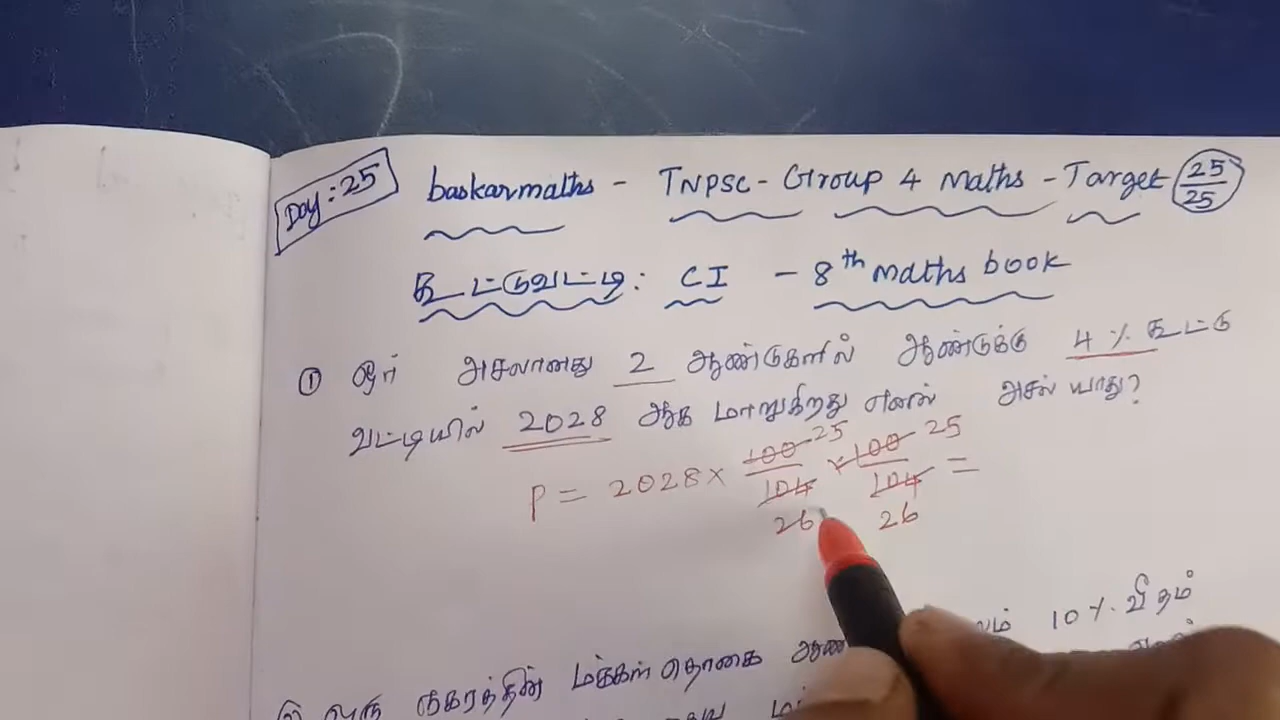 Day: 25
baskarmaths - TNPSC - Group 4 Maths - Target 25/25
கூட்டுவட்டி: CI - 8th maths book
① ஓர் அசலானது 2 ஆண்டுகளில் ஆண்டுக்கு 4% கூட்டு
வட்டியில் 2028 ஆக மாறுகிறது எனில் அசல் யாது?
25 25
P = 2028 × 100/104 × 100/104 =
26 26
10% வீதம்
ஒரு நகரத்தின் மக்கள் தொகை